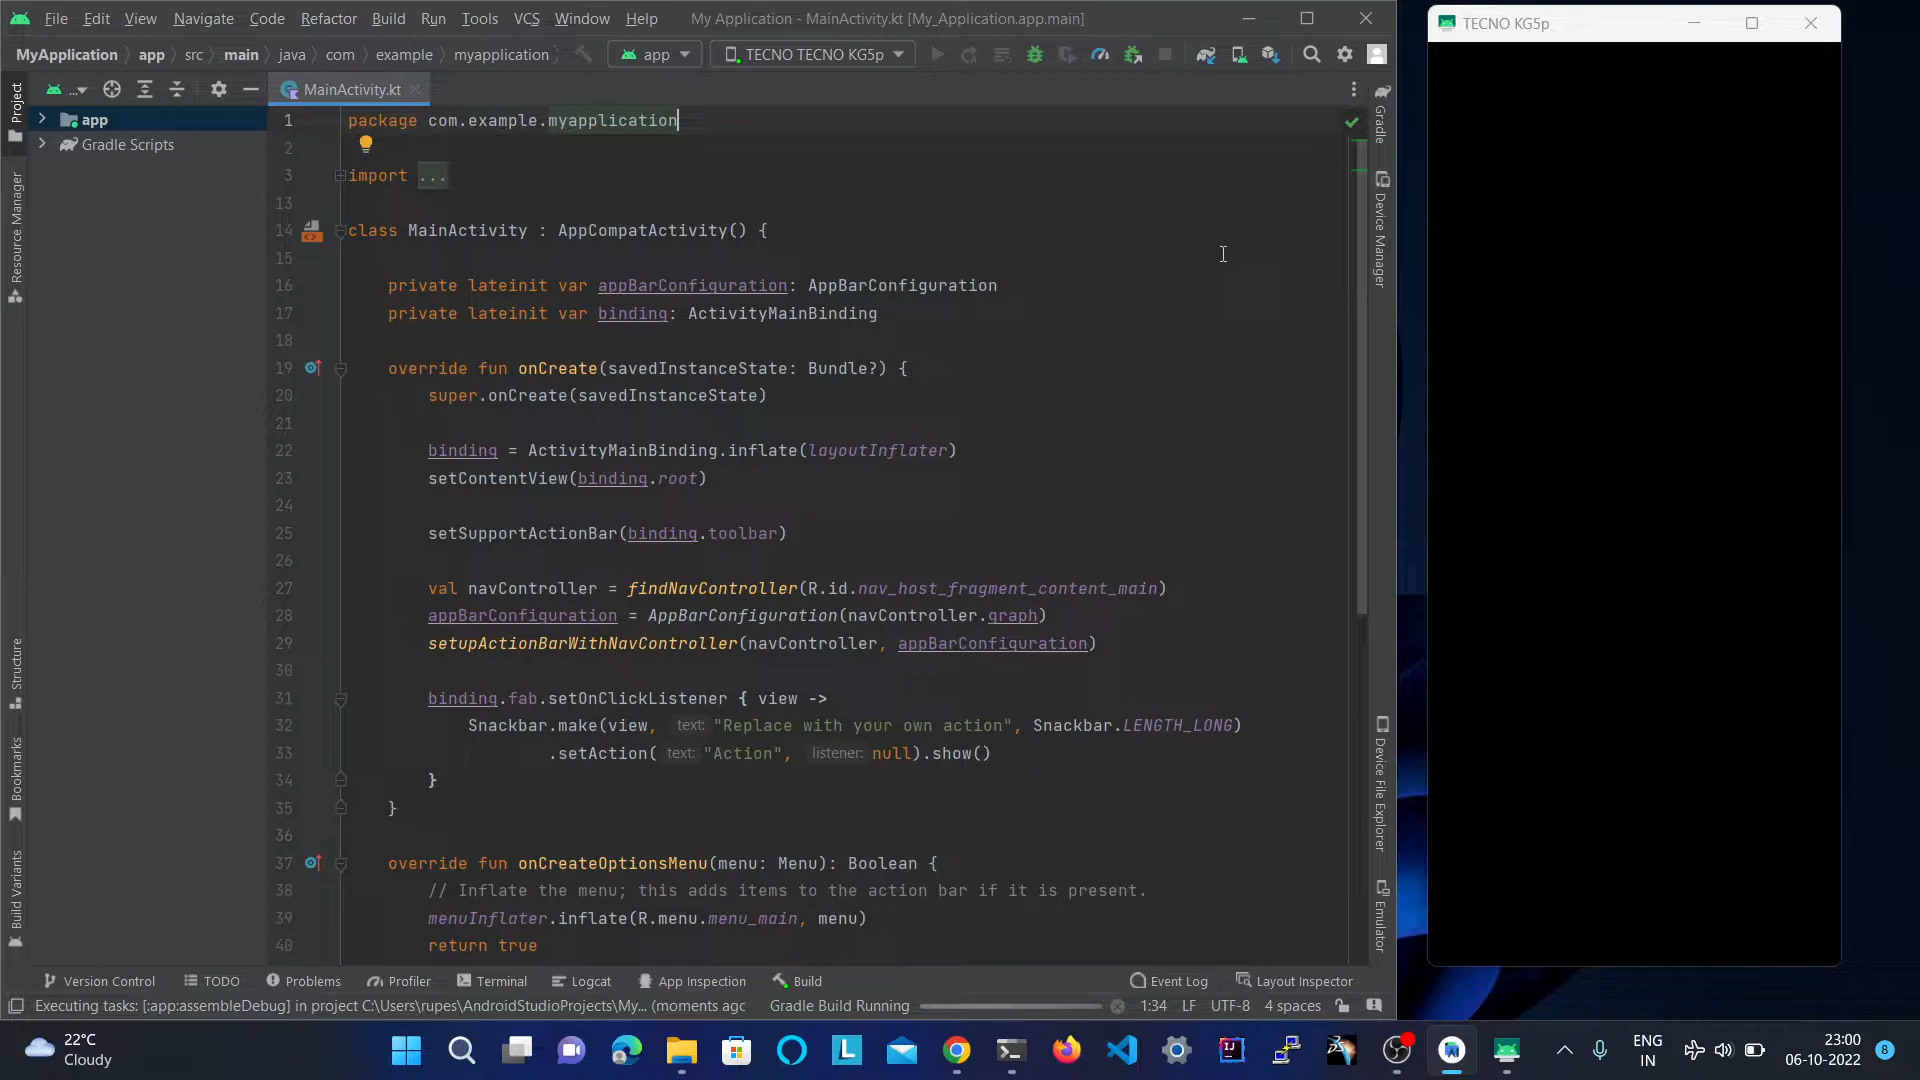 File Edit View Navigate Code Refactor Build Run Tools VCS Window Help My Application - MainActivity.kt [My_Application.app.main]
TECNO KG5p
MyApplication app src main java com example myapplication app TECNO TECNO KG5p
... MainActivity.kt
Project
Resource Manager
Structure
Bookmarks
Build Variants
app
Gradle Scripts
1 package com.example.myapplication
2
3 import ...
13
14 class MainActivity : AppCompatActivity() {
15
16 private lateinit var appBarConfiguration: AppBarConfiguration
17 private lateinit var binding: ActivityMainBinding
18
19 override fun onCreate(savedInstanceState: Bundle?) {
20 super.onCreate(savedInstanceState)
21
22 binding = ActivityMainBinding.inflate(layoutInflater)
23 setContentView(binding.root)
24
25 setSupportActionBar(binding.toolbar)
26
27 val navController = findNavController(R.id.nav_host_fragment_content_main)
28 appBarConfiguration = AppBarConfiguration(navController.graph)
29 setupActionBarWithNavController(navController, appBarConfiguration)
30
31 binding.fab.setOnClickListener { view ->
32 Snackbar.make(view, text: "Replace with your own action", Snackbar.LENGTH_LONG)
33 .setAction( text: "Action", listener: null).show()
34 }
35 }
36
37 override fun onCreateOptionsMenu(menu: Menu): Boolean {
38 // Inflate the menu; this adds items to the action bar if it is present.
39 menuInflater.inflate(R.menu.menu_main, menu)
40 return true
Gradle
Device Manager
Device File Explorer
Emulator
Version Control TODO Problems Profiler Terminal Logcat App Inspection Build Event Log Layout Inspector
Executing tasks: [:app:assembleDebug] in project C:\Users\rupes\AndroidStudioProjects\My... (moments agc Gradle Build Running 1:34 LF UTF-8 4 spaces
22°C
Cloudy
ENG
IN
23:00
06-10-2022
8